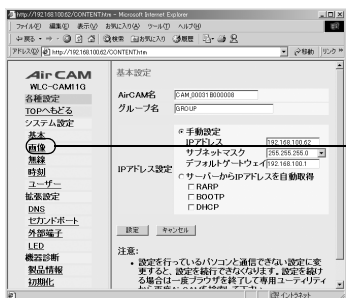 http://192.168.100.62/CONTENT.htm - Microsoft Internet Explorer
ファイル(F) 編集(E) 表示(V) お気に入り(A) ツール(T) ヘルプ(H)
戻る 検索 お気に入り 履歴
アドレス(D) http://192.168.100.62/CONTENT.htm 移動 リンク
AirCAM
WLC-CAM11G
各種設定
TOPへもどる
システム設定
基本
画像
無線
時刻
ユーザー
拡張設定
DNS
セカンドポート
外部端子
LED
機器診断
製品情報
初期化
基本設定
AirCAM名 CAM_00031B000008
グループ名 GROUP
IPアドレス設定
手動設定
IPアドレス 192.168.100.62
サブネットマスク 255.255.255.0
デフォルトゲートウェイ 192.168.100.1
サーバーからIPアドレスを自動取得
RARP
BOOTP
DHCP
設定 キャンセル
注意:
• 設定を行っているパソコンと通信できない設定に変
更すると、設定を続行できなくなります。設定を続け
る場合は一度ブラウザを終了して専用ユーティリティ
イントラネット